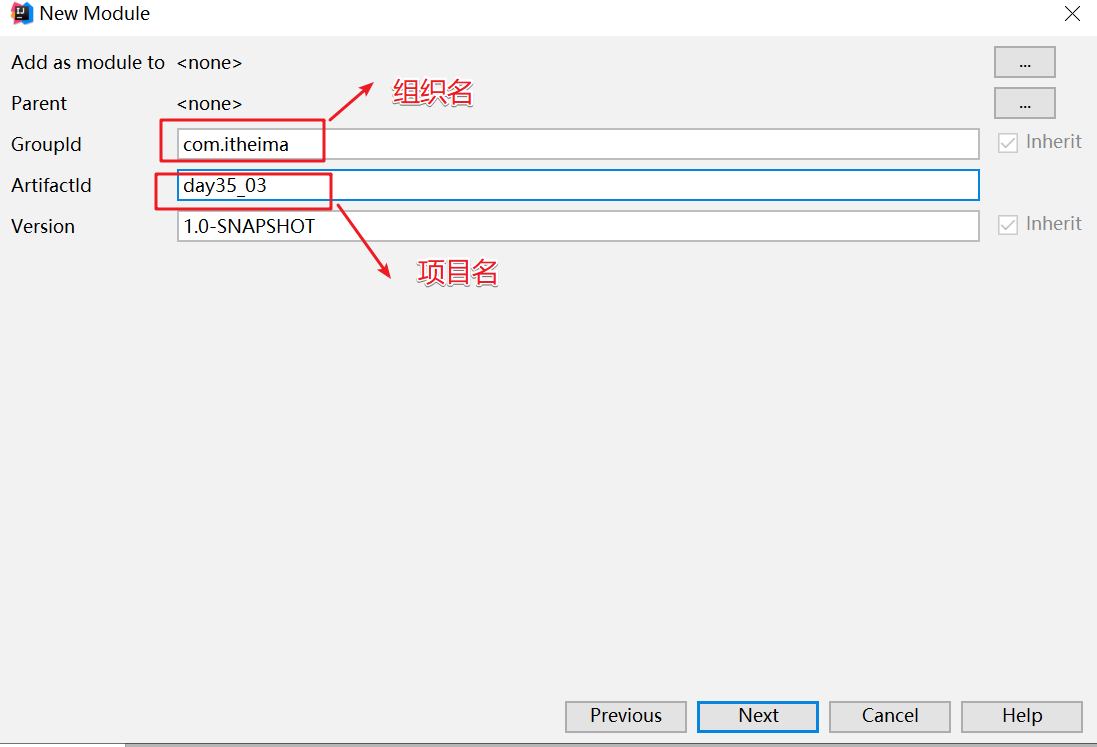 New Module
Add as module to <none>
...
组织名
Parent <none>
...
GroupId com.itheima Inherit
ArtifactId day35_03
Version 1.0-SNAPSHOT Inherit
项目名
Previous Next Cancel Help